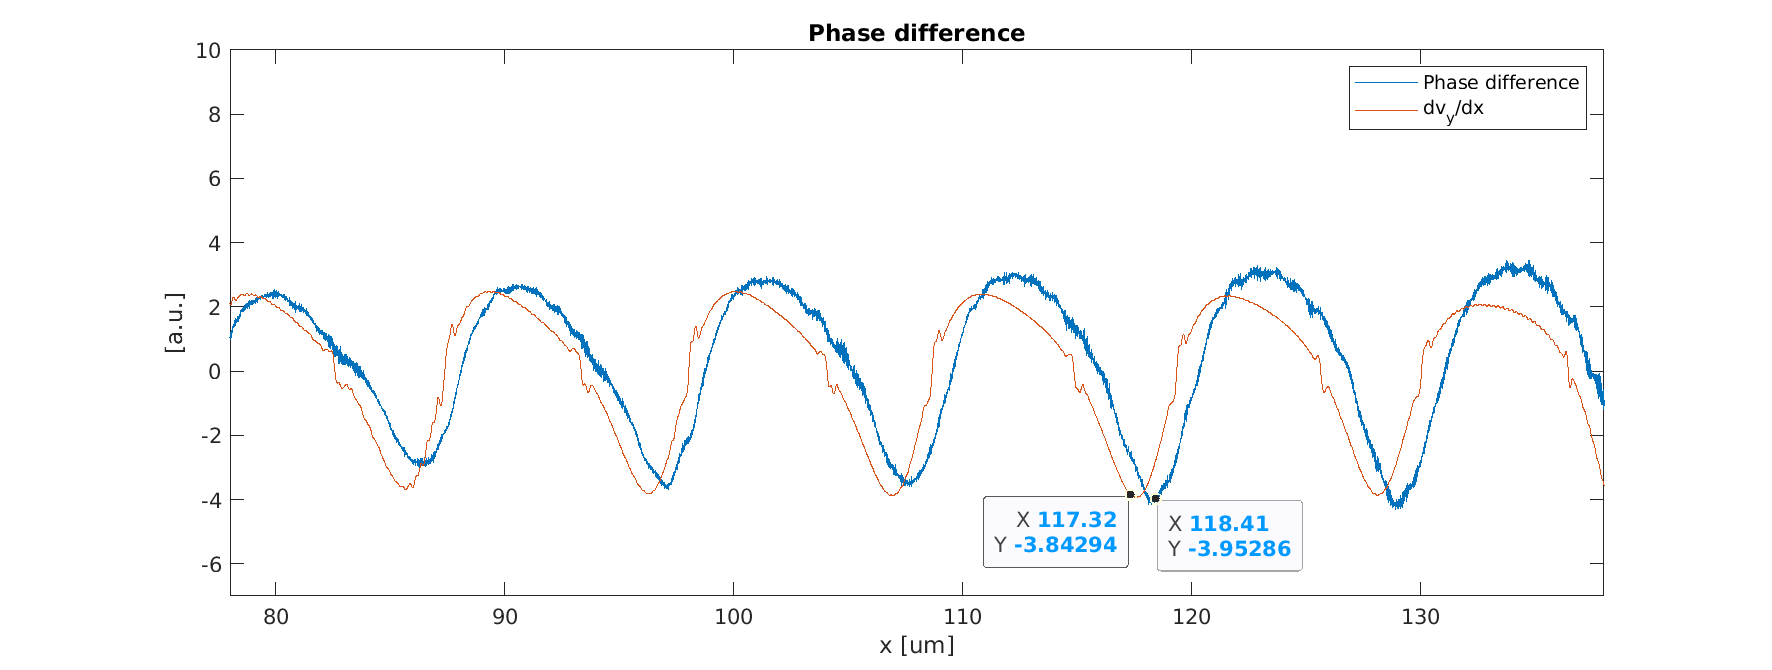 Phase difference
10
8
6
4
2
0
-2
-4
-6
[a.u.]
Phase difference
dv_y/dx
X 117.32
Y -3.84294
X 118.41
Y -3.95286
80 90 100 110 120 130
x [um]